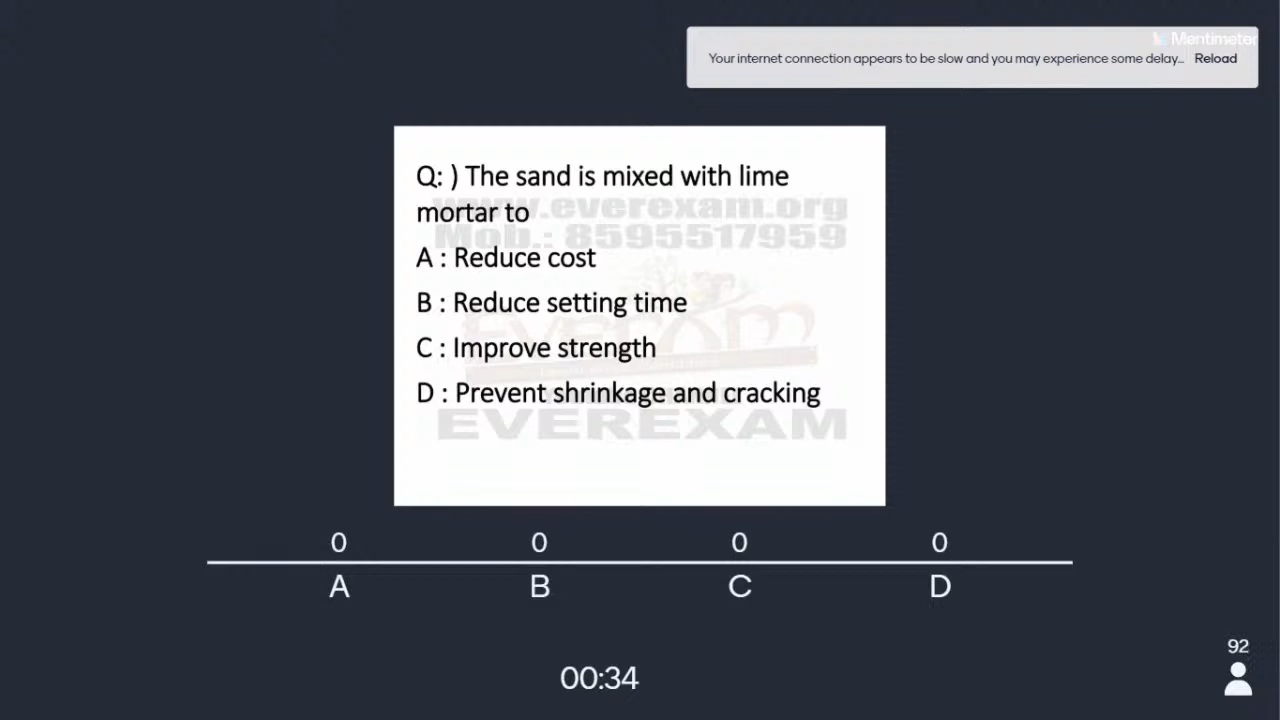 Mentimeter
Your internet connection appears to be slow and you may experience some delay... Reload
Q: ) The sand is mixed with lime
mortar to
www.everexam.org
Mob.: 8595517959
A : Reduce cost
B : Reduce setting time
EVEREXAM
C : Improve strength
D : Prevent shrinkage and cracking
EVEREXAM
0 0 0 0
A B C D
92
00:34